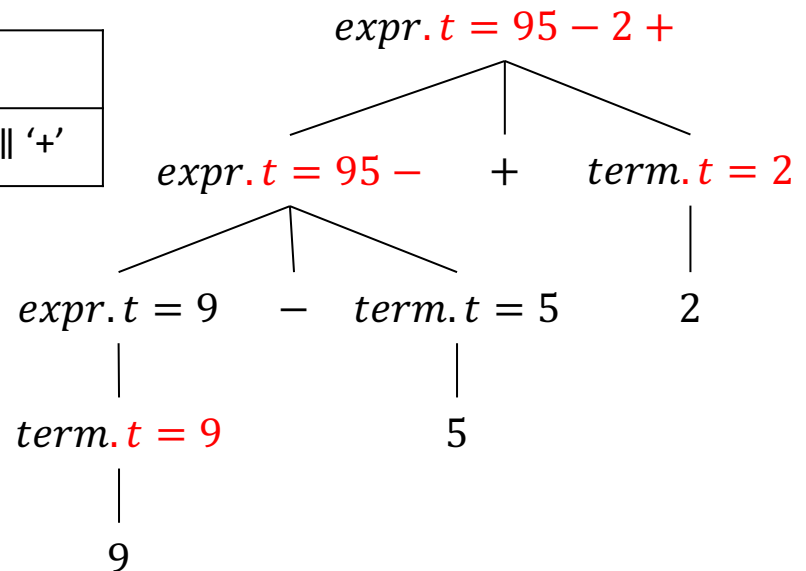 expr.t = 95 − 2 +
‖ ‘+’
expr.t = 95 − + term.t = 2
expr.t = 9 − term.t = 5 2
term.t = 9 5
9